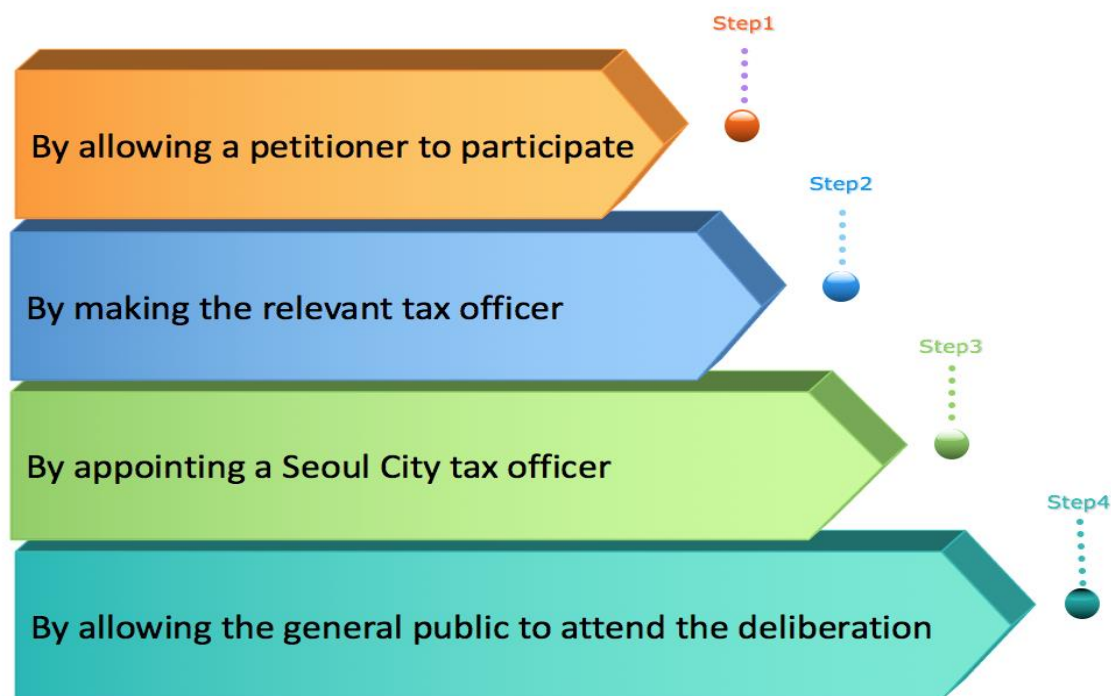 Step1
By allowing a petitioner to participate
Step2
By making the relevant tax officer
Step3
By appointing a Seoul City tax officer
Step4
By allowing the general public to attend the deliberation